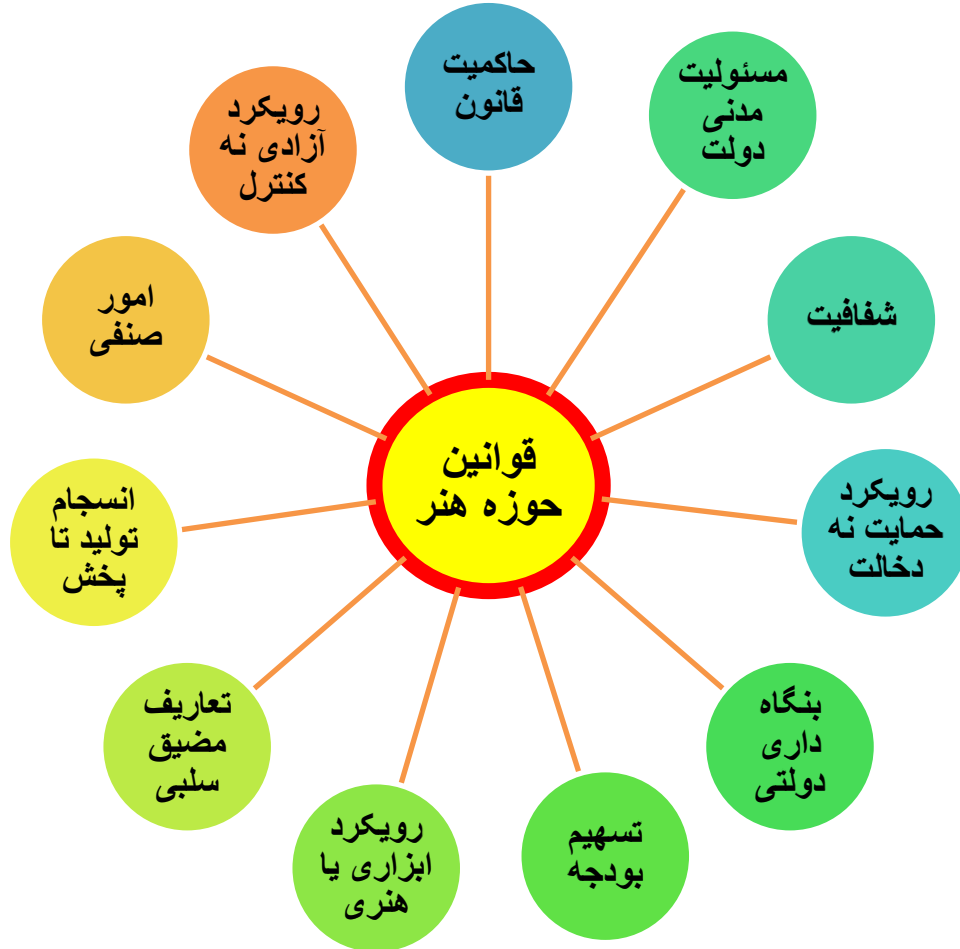 حاکمیت
قانون
مسئولیت
مدنی
دولت
شفافیت
رویکرد
حمایت نه
دخالت
بنگاه
داری
دولتی
تسهیم
بودجه
رویکرد
ابزاری یا
هنری
تعاریف
مضیق
سلبی
انسجام
تولید تا
پخش
امور
صنفی
رویکرد
آزادی نه
کنترل
قوانین
حوزه هنر